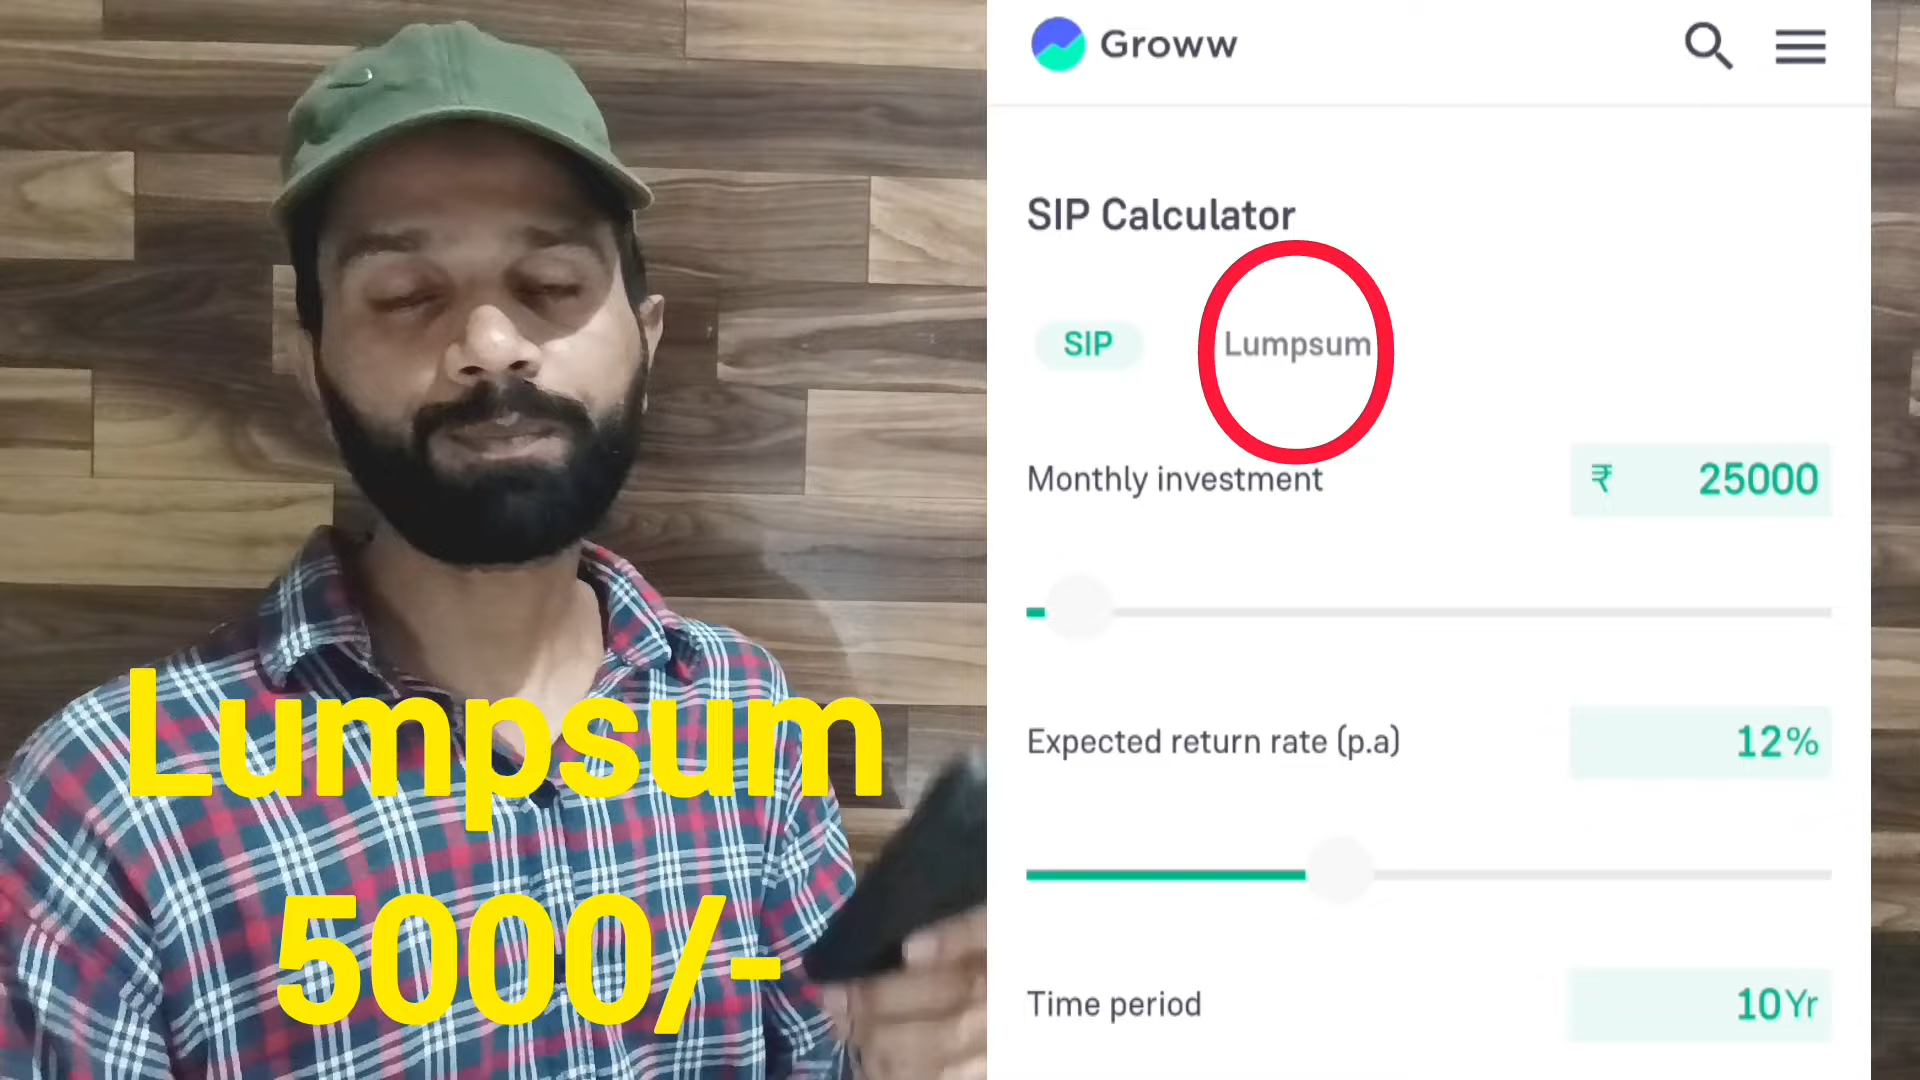 Groww
SIP Calculator
SIP Lumpsum
Monthly investment ₹ 25000
Expected return rate (p.a) 12%
Time period 10Yr
Lumpsum
5000/-